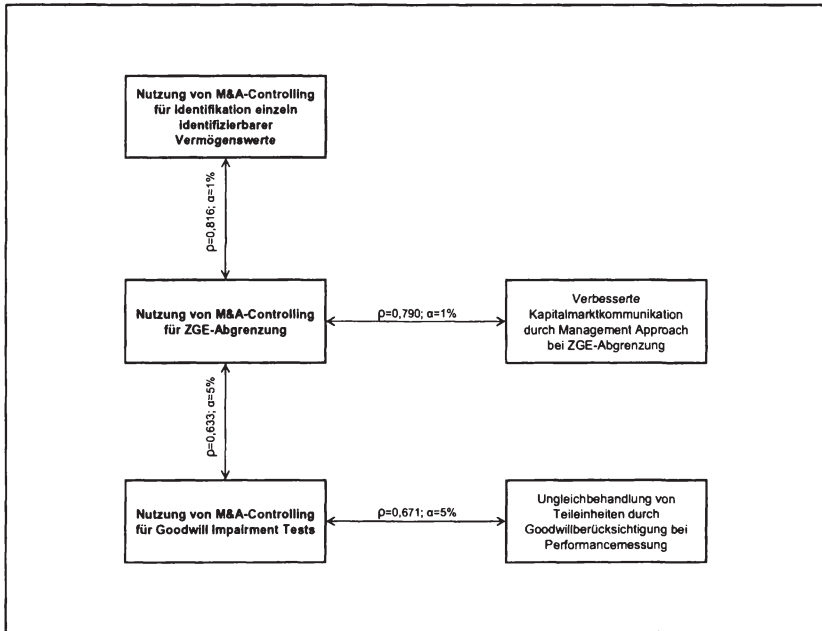 Nutzung von M&A-Controlling
für Identifikation einzeln
identifizierbarer
Vermögenswerte
ρ=0,816; α=1%
Nutzung von M&A-Controlling
für ZGE-Abgrenzung
ρ=0,790; α=1%
Verbesserte
Kapitalmarktkommunikation
durch Management Approach
bei ZGE-Abgrenzung
ρ=0,633; α=5%
Nutzung von M&A-Controlling
für Goodwill Impairment Tests
ρ=0,671; α=5%
Ungleichbehandlung von
Teileinheiten durch
Goodwillberücksichtigung bei
Performancemessung